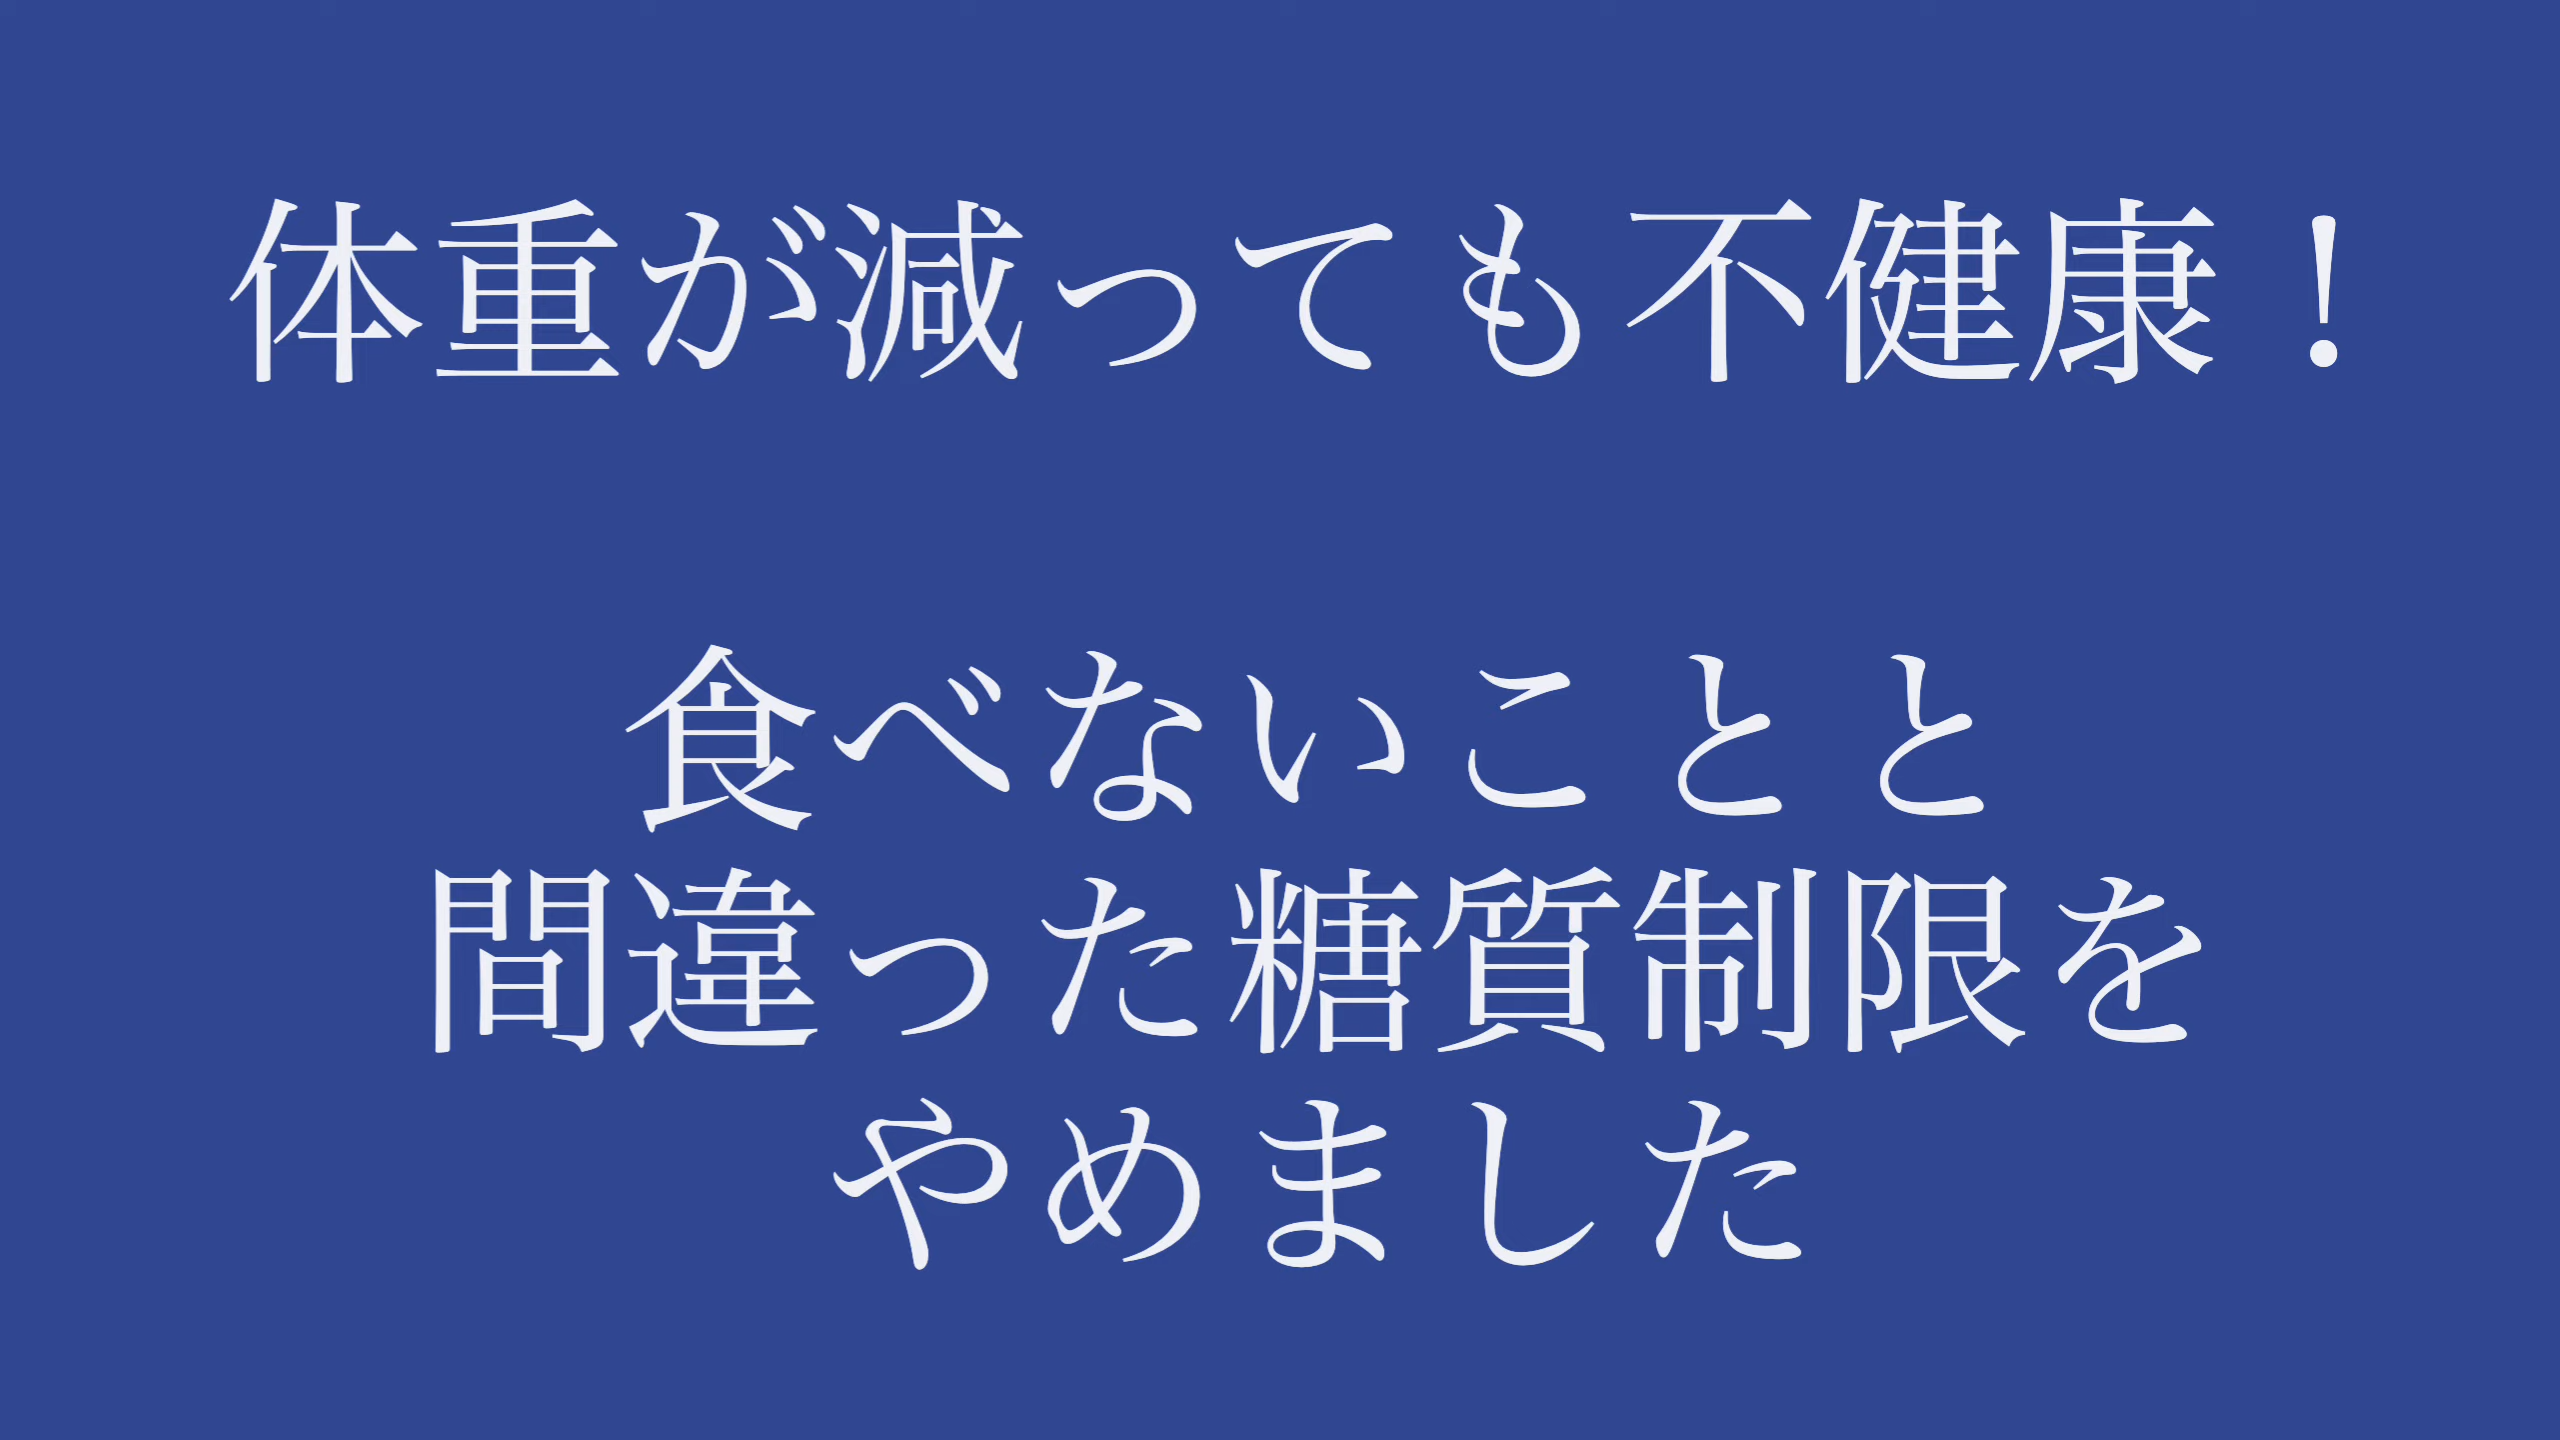 体重が減っても不健康！
食べないことと
間違った糖質制限を
やめました